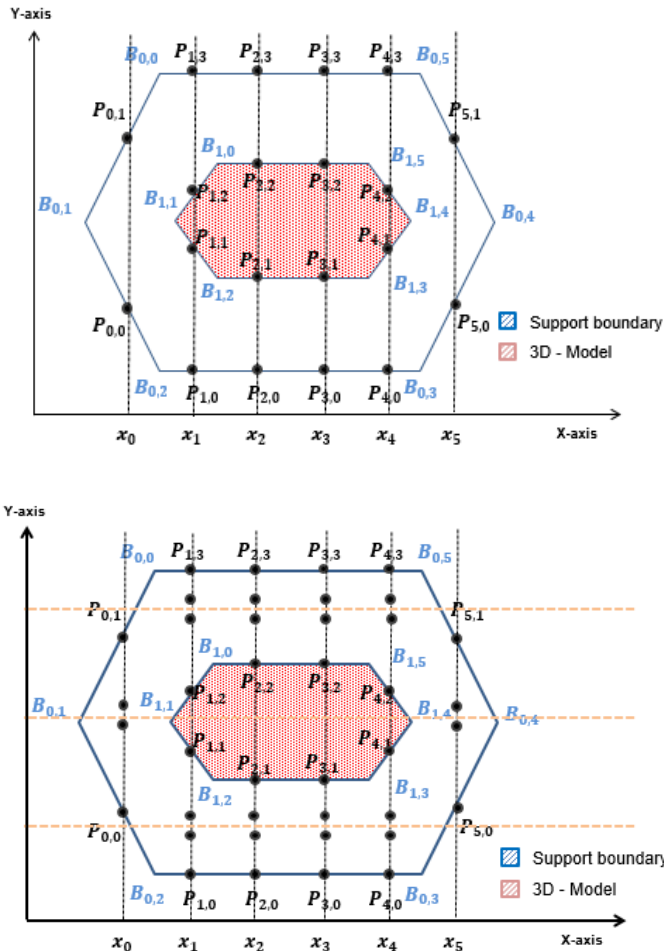 Y-axis
B0,0 P1,3 P2,3 P3,3 P4,3 B0,5
P0,1 P5,1
B1,0 B1,5
B0,1 B1,1 P1,2 P2,2 P3,2 P4,2 B1,4 B0,4
P1,1 P2,1 P3,1 P4,1
B1,2 B1,3
P0,0 P5,0
Support boundary
3D - Model
B0,2 P1,0 P2,0 P3,0 P4,0 B0,3
x0 x1 x2 x3 x4 x5 X-axis
Y-axis
B0,0 P1,3 P2,3 P3,3 P4,3 B0,5
P0,1 P5,1
B1,0 B1,5
B0,1 B1,1 P1,2 P2,2 P3,2 P4,2 B1,4 B0,4
P1,1 P2,1 P3,1 P4,1
B1,2 B1,3
P0,0 P5,0
Support boundary
3D - Model
B0,2 P1,0 P2,0 P3,0 P4,0 B0,3
x0 x1 x2 x3 x4 x5 X-axis